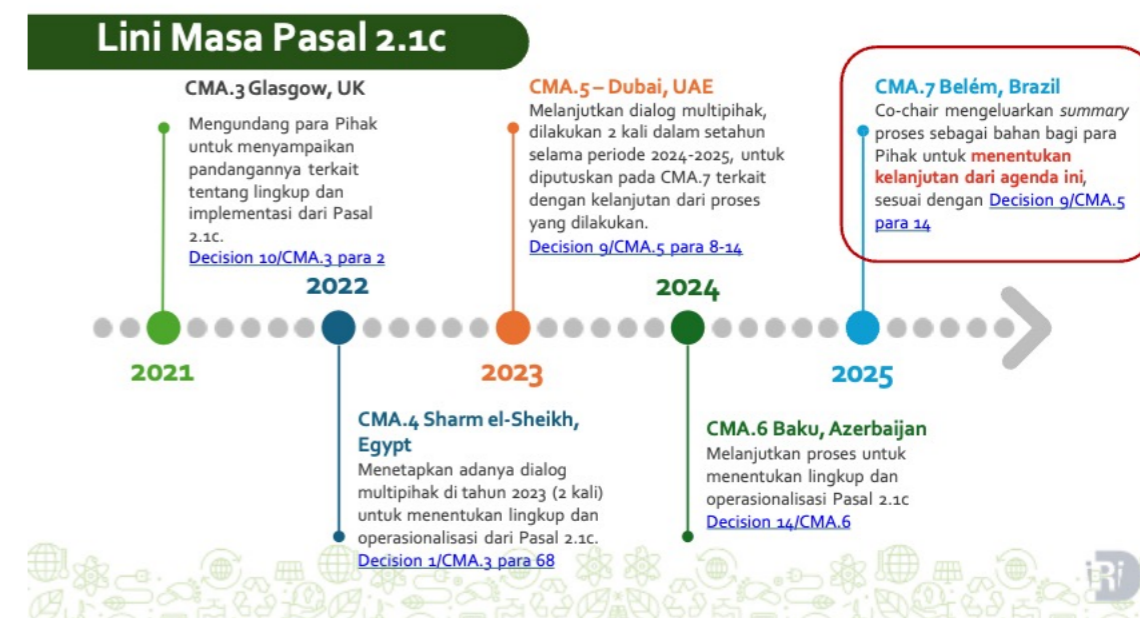 Lini Masa Pasal 2.1c
CMA.3 Glasgow, UK
Mengundang para Pihak
untuk menyampaikan
pandangannya terkait
tentang lingkup dan
implementasi dari Pasal
2.1c.
Decision 10/CMA.3 para 2
2021
2022
CMA.4 Sharm el-Sheikh,
Egypt
Menetapkan adanya dialog
multipihak di tahun 2023 (2 kali)
untuk menentukan lingkup dan
operasionalisasi dari Pasal 2.1c.
Decision 1/CMA.3 para 68
CMA.5 – Dubai, UAE
Melanjutkan dialog multipihak,
dilakukan 2 kali dalam setahun
selama periode 2024-2025, untuk
diputuskan pada CMA.7 terkait
dengan kelanjutan dari proses
yang dilakukan.
Decision 9/CMA.5 para 8-14
2023
2024
CMA.6 Baku, Azerbaijan
Melanjutkan proses untuk
menentukan lingkup dan
operasionalisasi Pasal 2.1c
Decision 14/CMA.6
CMA.7 Belém, Brazil
Co-chair mengeluarkan summary
proses sebagai bahan bagi para
Pihak untuk menentukan
kelanjutan dari agenda ini,
sesuai dengan Decision 9/CMA.5
para 14
2025